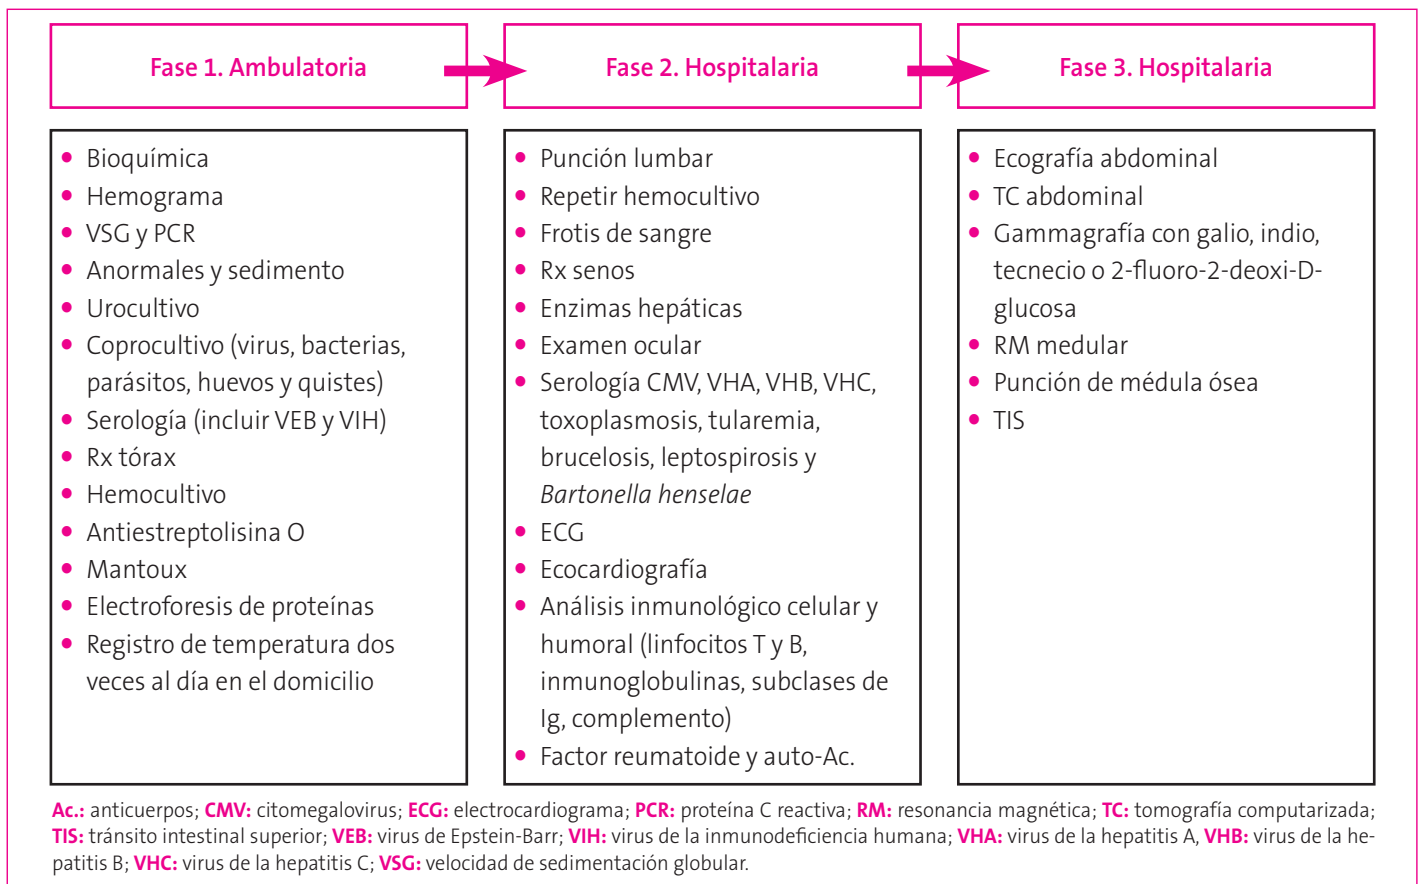 Fase 1. Ambulatoria
Fase 2. Hospitalaria
Fase 3. Hospitalaria
• Bioquímica
• Hemograma
• VSG y PCR
• Anormales y sedimento
• Urocultivo
• Coprocultivo (virus, bacterias,
parásitos, huevos y quistes)
• Serología (incluir VEB y VIH)
• Rx tórax
• Hemocultivo
• Antiestreptolisina O
• Mantoux
• Electroforesis de proteínas
• Registro de temperatura dos
veces al día en el domicilio
• Punción lumbar
• Repetir hemocultivo
• Frotis de sangre
• Rx senos
• Enzimas hepáticas
• Examen ocular
• Serología CMV, VHA, VHB, VHC,
toxoplasmosis, tularemia,
brucelosis, leptospirosis y
Bartonella henselae
• ECG
• Ecocardiografía
• Análisis inmunológico celular y
humoral (linfocitos T y B,
inmunoglobulinas, subclases de
Ig, complemento)
• Factor reumatoide y auto-Ac.
• Ecografía abdominal
• TC abdominal
• Gammagrafía con galio, indio,
tecnecio o 2-fluoro-2-deoxi-D-
glucosa
• RM medular
• Punción de médula ósea
• TIS
Ac.: anticuerpos; CMV: citomegalovirus; ECG: electrocardiograma; PCR: proteína C reactiva; RM: resonancia magnética; TC: tomografía computarizada;
TIS: tránsito intestinal superior; VEB: virus de Epstein-Barr; VIH: virus de la inmunodeficiencia humana; VHA: virus de la hepatitis A, VHB: virus de la he-
patitis B; VHC: virus de la hepatitis C; VSG: velocidad de sedimentación globular.